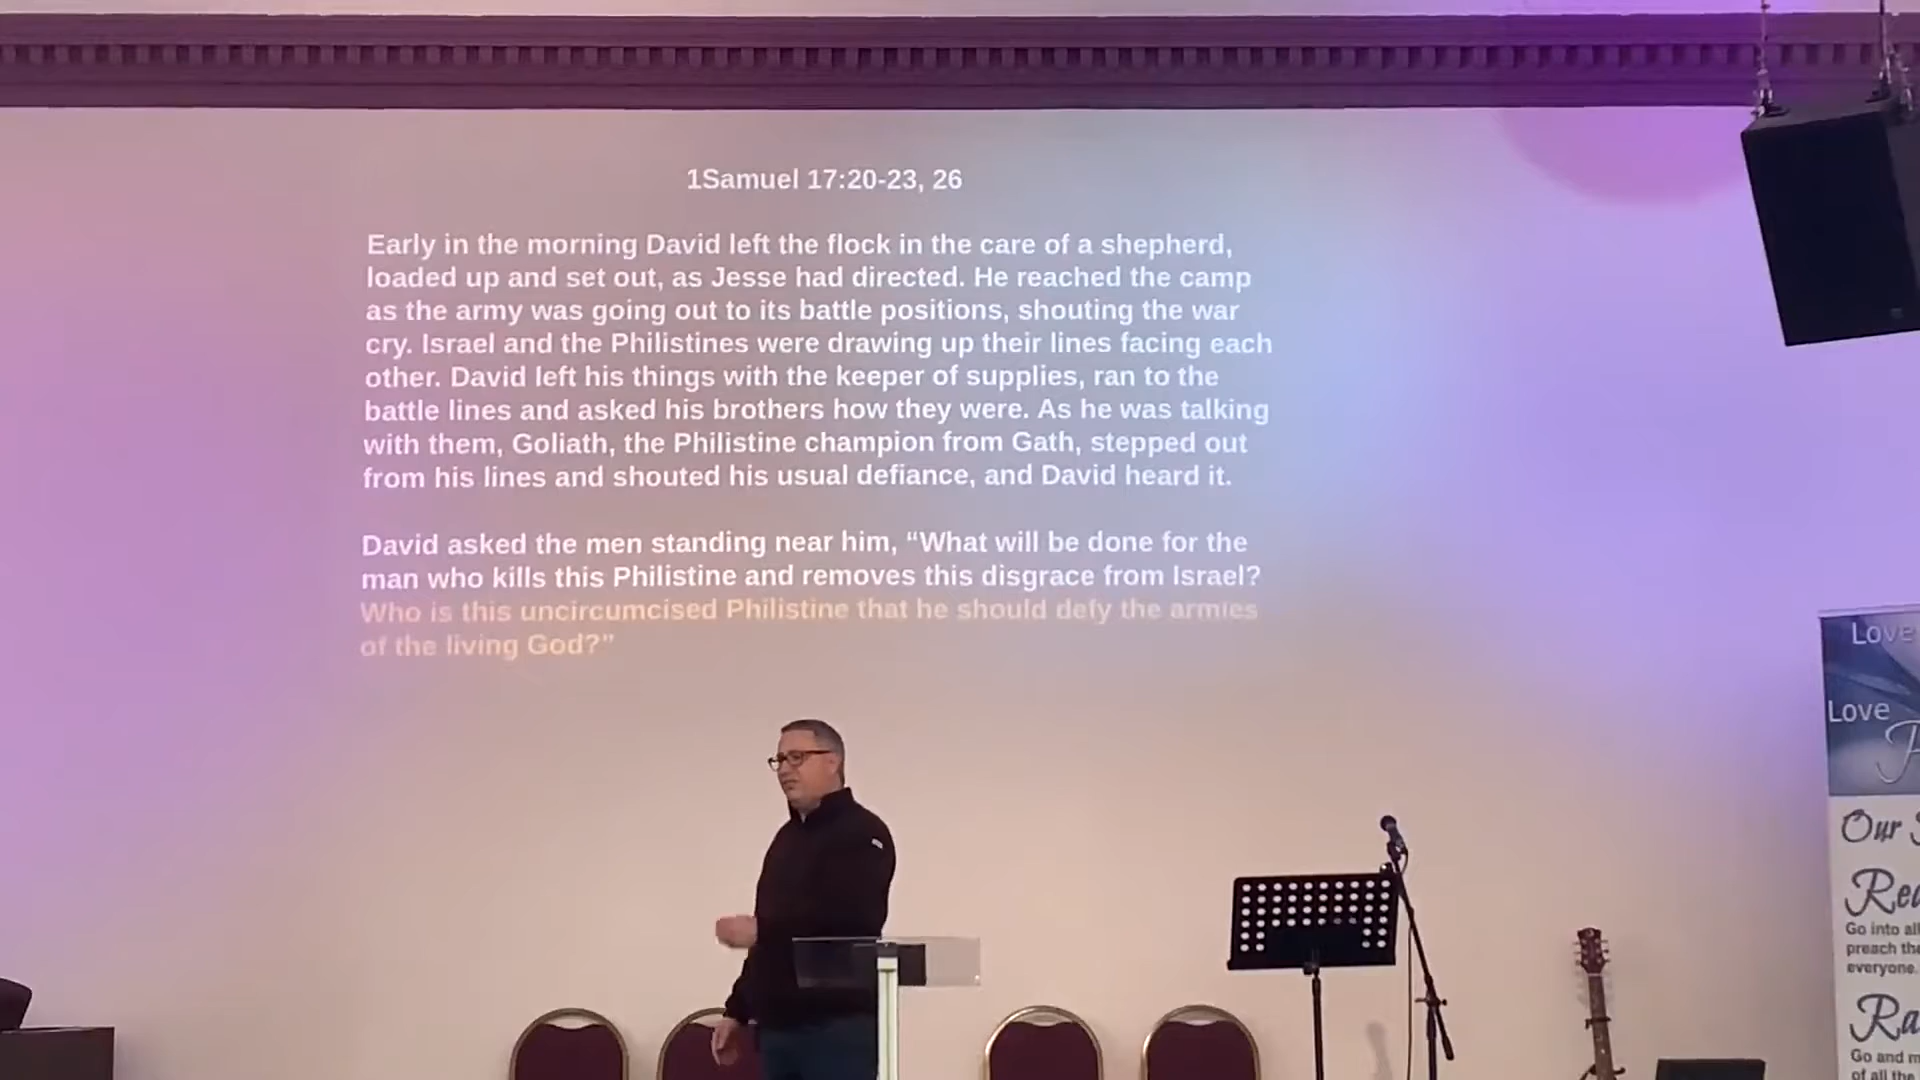 1Samuel 17:20-23, 26
Early in the morning David left the flock in the care of a shepherd,
loaded up and set out, as Jesse had directed. He reached the camp
as the army was going out to its battle positions, shouting the war
cry. Israel and the Philistines were drawing up their lines facing each
other. David left his things with the keeper of supplies, ran to the
battle lines and asked his brothers how they were. As he was talking
with them, Goliath, the Philistine champion from Gath, stepped out
from his lines and shouted his usual defiance, and David heard it.
David asked the men standing near him, “What will be done for the
man who kills this Philistine and removes this disgrace from Israel?
Who is this uncircumcised Philistine that he should defy the armies
of the living God?”
Love
Love
Our
Go into all
preach the
everyone.
Go and m
of all the